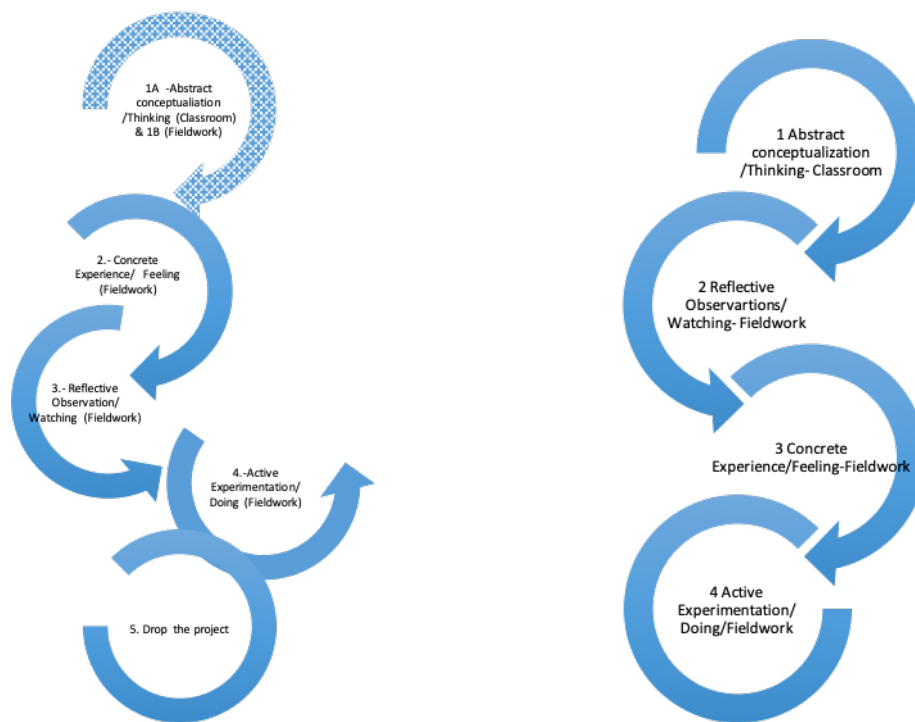 1A -Abstract
conceptualiation
/Thinking (Classroom)
& 1B (Fieldwork)
2.- Concrete
Experience/ Feeling
(Fieldwork)
3.- Reflective
Observation/
Watching (Fieldwork)
4.-Active
Experimentation/
Doing (Fieldwork)
5. Drop the project
1 Abstract
conceptualization
/Thinking- Classroom
2 Reflective
Observartions/
Watching- Fieldwork
3 Concrete
Experience/Feeling-Fieldwork
4 Active
Experimentation/
Doing/Fieldwork